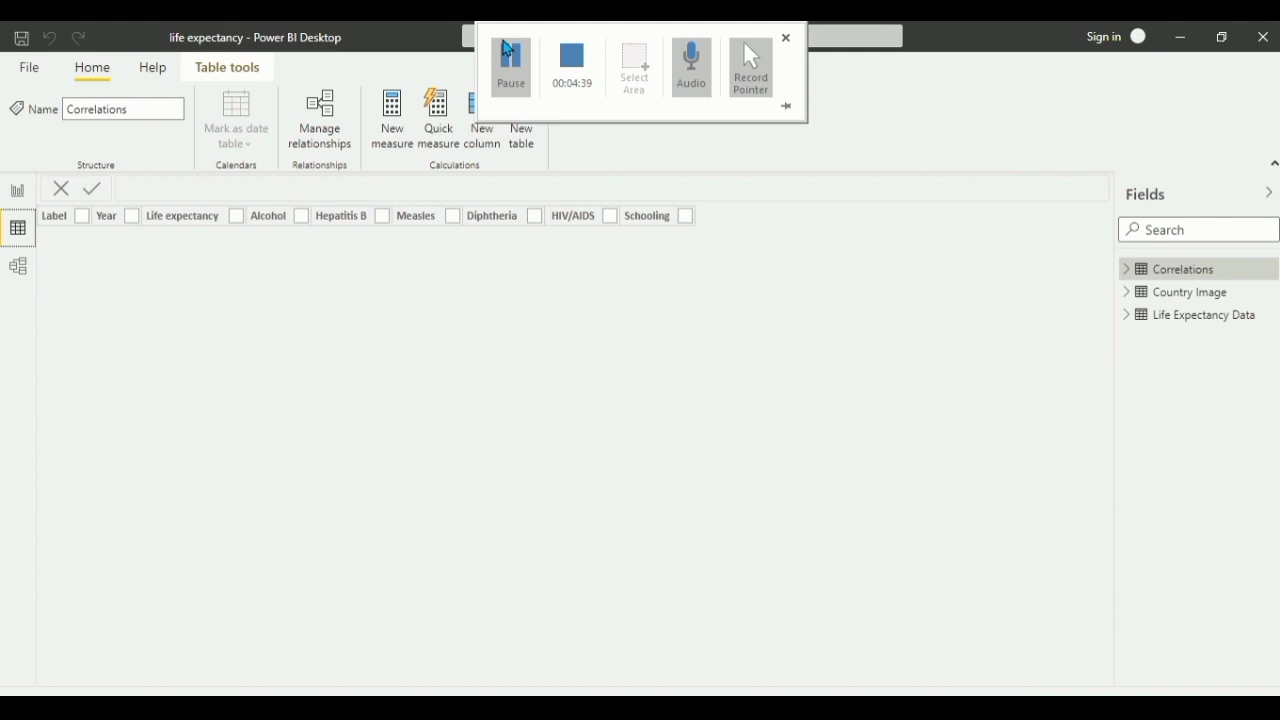 life expectancy - Power BI Desktop
Sign in
File
Home
Help
Table tools
Pause
00:04:39
Select
Area
Audio
Record
Pointer
Name
Correlations
Mark as date
table
Manage
relationships
New
measure
Quick
measure
New
column
New
table
Structure
Calendars
Relationships
Calculations
Label Year Life expectancy Alcohol Hepatitis B Measles Diphtheria HIV/AIDS Schooling
Fields
Search
Correlations
Country Image
Life Expectancy Data